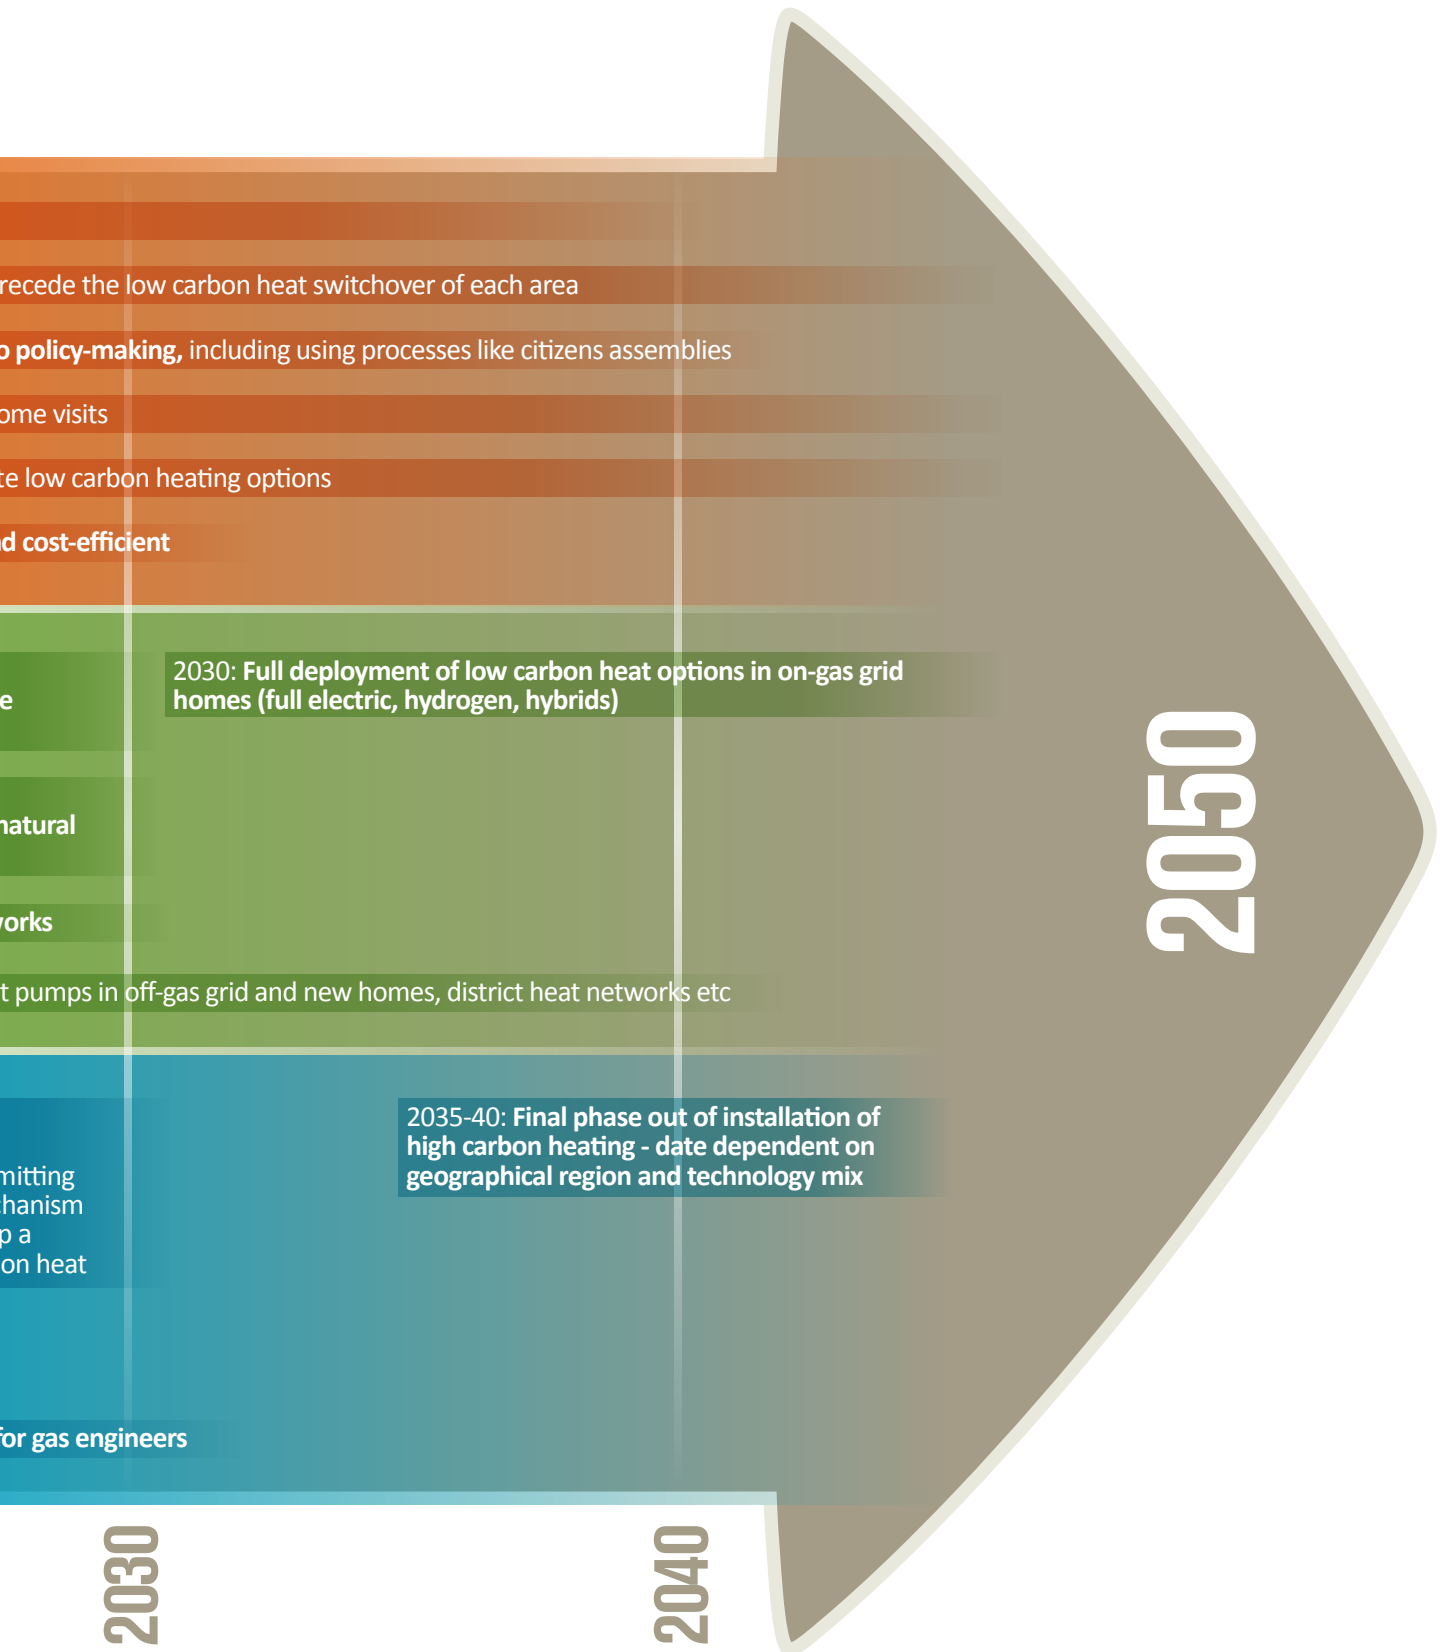 recede the low carbon heat switchover of each area
o policy-making, including using processes like citizens assemblies
ome visits
te low carbon heating options
d cost-efficient
2030: Full deployment of low carbon heat options in on-gas grid
homes (full electric, hydrogen, hybrids)
e
natural
works
t pumps in off-gas grid and new homes, district heat networks etc
2035-40: Final phase out of installation of
high carbon heating - date dependent on
geographical region and technology mix
mitting
chanism
p a
on heat
for gas engineers
2030
2040
2050